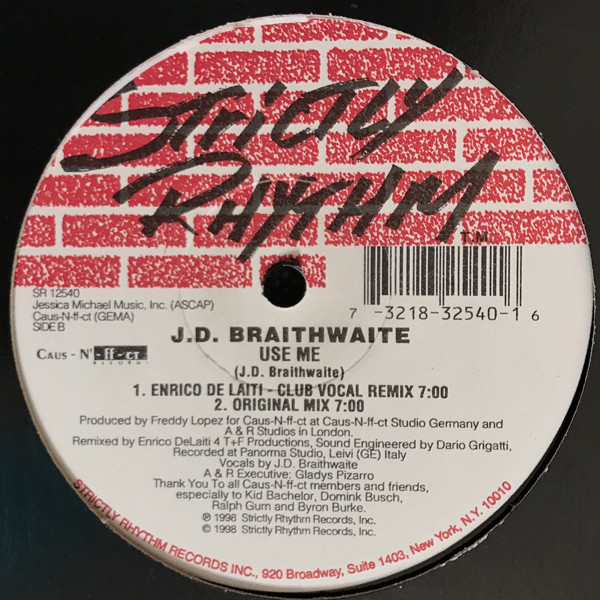 STRICTLY
RHYTHM
T.M.
SR 12540
Jessica Michael Music, Inc. (ASCAP)
Caus-N-ff-ct (GEMA)
SIDE B
7 -3218-32540-1 6
CAUS - N' -ff-ct
RECORDS
J.D. BRAITHWAITE
USE ME
(J.D. Braithwaite)
1. ENRICO DE LAITI - CLUB VOCAL REMIX 7:00
2. ORIGINAL MIX 7:00
Produced by Freddy Lopez for Caus-N-ff-ct at Caus-N-ff-ct Studio Germany and
A & R Studios in London,
Remixed by Enrico DeLaiti 4 T+F Productions, Sound Engineered by Dario Grigatti,
Recorded at Panorma Studio, Leivi (GE) Italy
Vocals by J.D. Braithwaite
A & R Executive; Gladys Pizarro
Thank You To all Caus-N-ff-ct members and friends,
especially to Kid Bachelor, Domink Busch,
Ralph Gum and Byron Burke.
℗ 1998 Strictly Rhythm Records, Inc.
© 1998 Strictly Rhythm Records, Inc.
STRICTLY RHYTHM RECORDS INC., 920 Broadway, Suite 1403, New York, N.Y. 10010